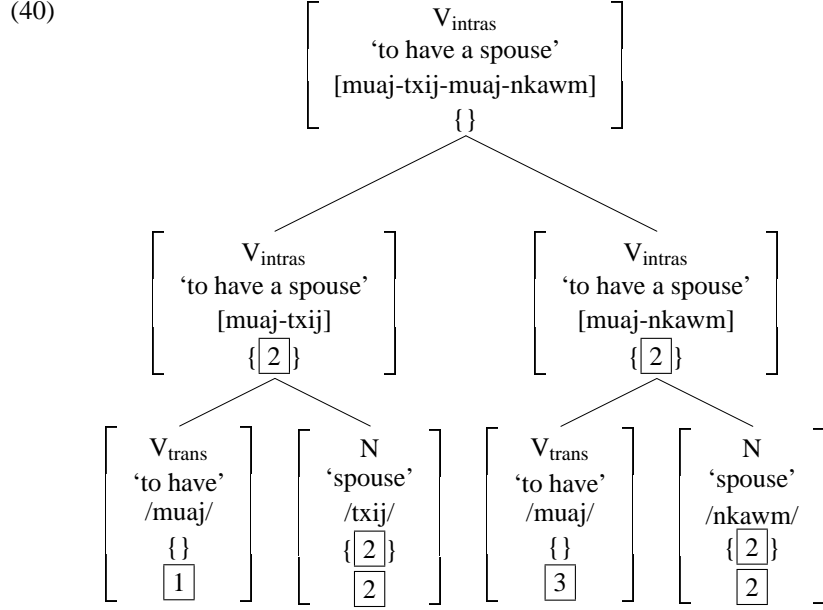 (40)
V_intras
‘to have a spouse’
[muaj-txij-muaj-nkawm]
{}
V_intras V_intras
‘to have a spouse’ ‘to have a spouse’
[muaj-txij] [muaj-nkawm]
{2} {2}
V_trans N V_trans N
‘to have’ ‘spouse’ ‘to have’ ‘spouse’
/muaj/ /txij/ /muaj/ /nkawm/
{} {2} {} {2}
1 2 3 2